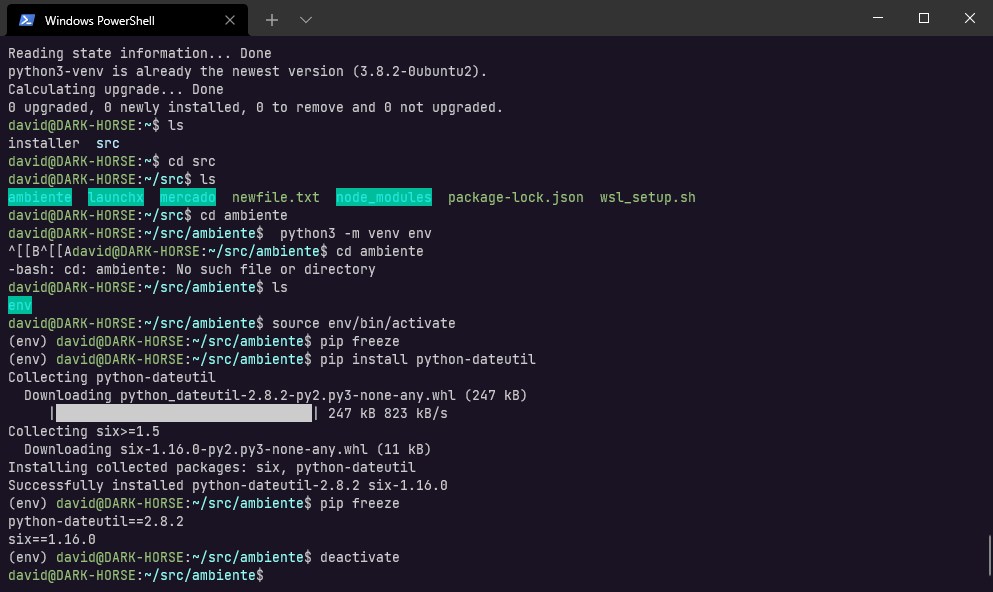 Windows PowerShell
Reading state information... Done
python3-venv is already the newest version (3.8.2-0ubuntu2).
Calculating upgrade... Done
0 upgraded, 0 newly installed, 0 to remove and 0 not upgraded.
david@DARK-HORSE:~$ ls
installer  src
david@DARK-HORSE:~$ cd src
david@DARK-HORSE:~/src$ ls
ambiente  launchx  mercado  newfile.txt  node_modules  package-lock.json  wsl_setup.sh
david@DARK-HORSE:~/src$ cd ambiente
david@DARK-HORSE:~/src/ambiente$  python3 -m venv env
^[[B^[[Adavid@DARK-HORSE:~/src/ambiente$ cd ambiente
-bash: cd: ambiente: No such file or directory
david@DARK-HORSE:~/src/ambiente$ ls
env
david@DARK-HORSE:~/src/ambiente$ source env/bin/activate
(env) david@DARK-HORSE:~/src/ambiente$ pip freeze
(env) david@DARK-HORSE:~/src/ambiente$ pip install python-dateutil
Collecting python-dateutil
  Downloading python_dateutil-2.8.2-py2.py3-none-any.whl (247 kB)
     |████████████████████████████████| 247 kB 823 kB/s
Collecting six>=1.5
  Downloading six-1.16.0-py2.py3-none-any.whl (11 kB)
Installing collected packages: six, python-dateutil
Successfully installed python-dateutil-2.8.2 six-1.16.0
(env) david@DARK-HORSE:~/src/ambiente$ pip freeze
python-dateutil==2.8.2
six==1.16.0
(env) david@DARK-HORSE:~/src/ambiente$ deactivate
david@DARK-HORSE:~/src/ambiente$